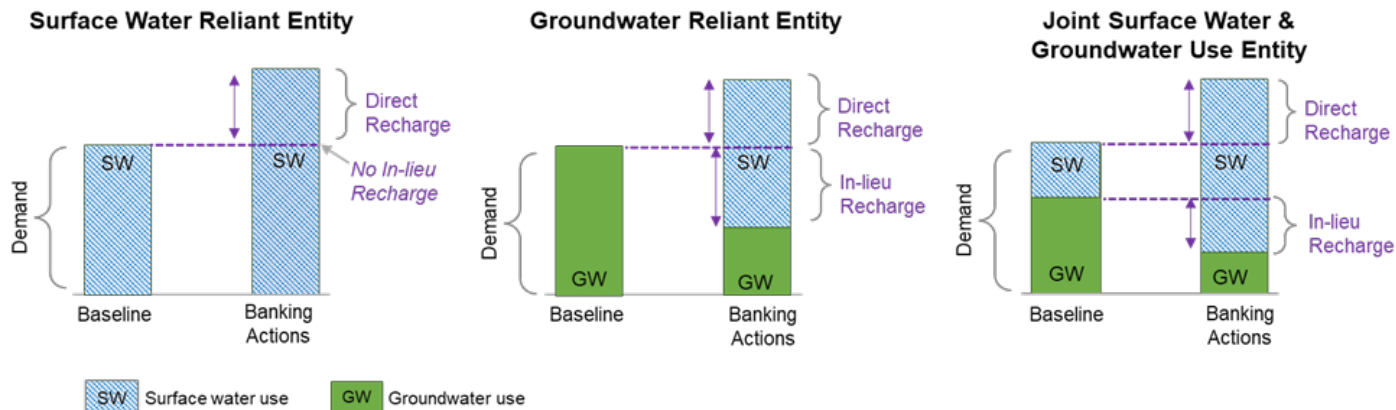 Surface Water Reliant Entity
Demand
SW
SW
Direct
Recharge
No In-lieu
Recharge
Baseline
Banking
Actions
Groundwater Reliant Entity
Demand
GW
SW
GW
Direct
Recharge
In-lieu
Recharge
Baseline
Banking
Actions
Joint Surface Water &
Groundwater Use Entity
Demand
SW
GW
SW
GW
Direct
Recharge
In-lieu
Recharge
Baseline
Banking
Actions
SW Surface water use
GW Groundwater use